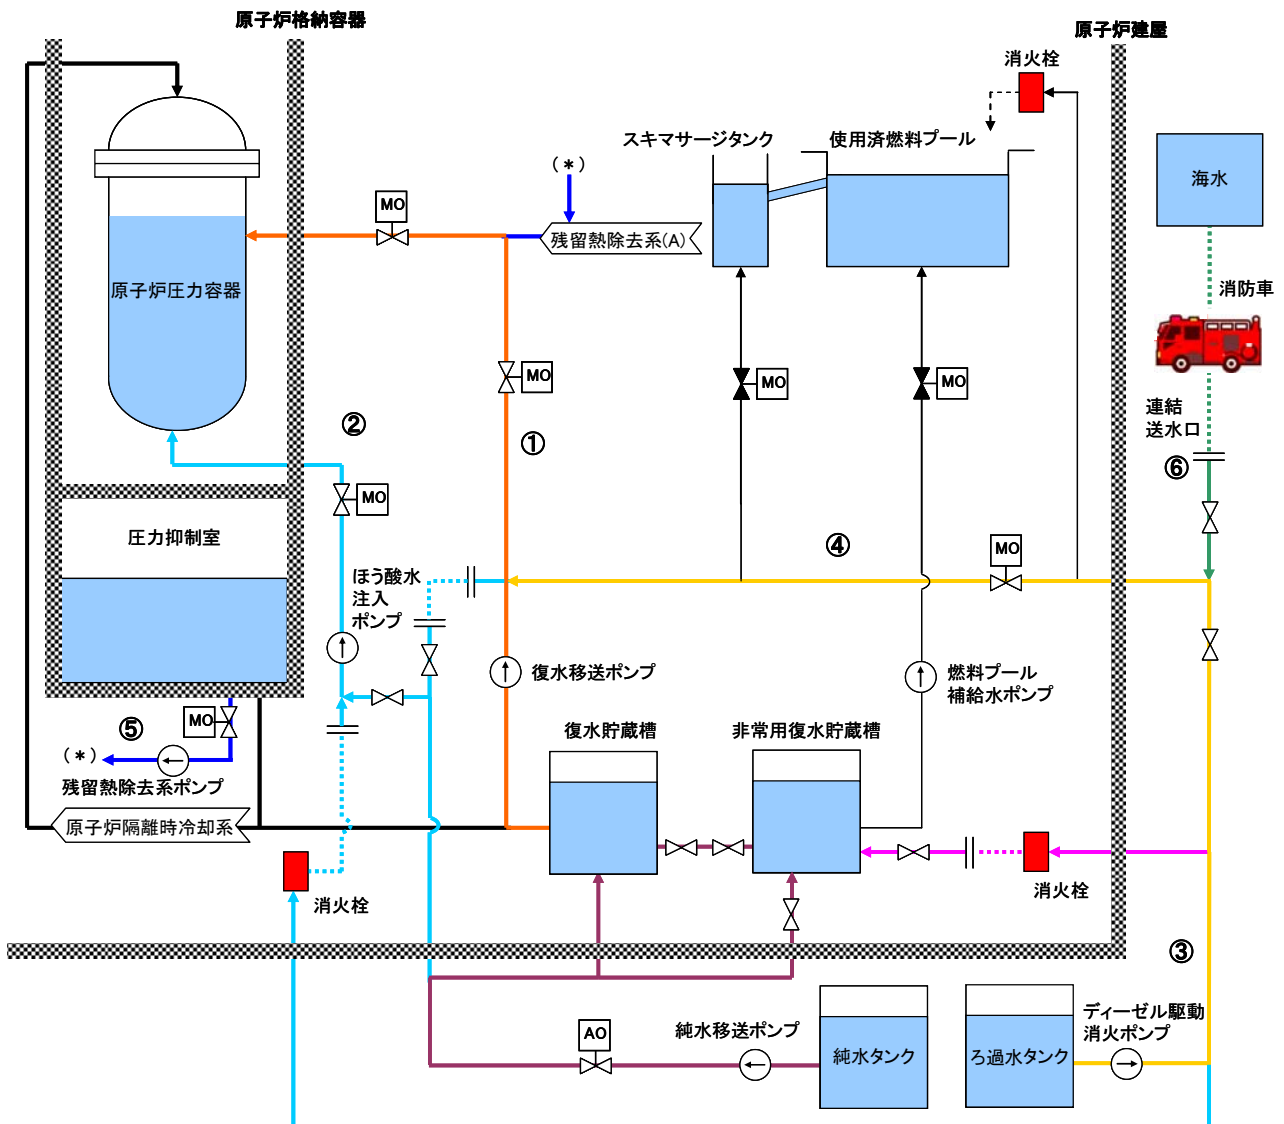 原子炉格納容器
原子炉建屋
消火栓
スキマサージタンク
使用済燃料プール
(*)
海水
MO
残留熱除去系(A)
原子炉圧力容器
消防車
MO
MO
MO
連結
送水口
②
①
⑥
MO
圧力抑制室
④
MO
ほう酸水
注入
ポンプ
復水移送ポンプ
燃料プール
補給水ポンプ
MO
⑤
(*)
残留熱除去系ポンプ
復水貯蔵槽
非常用復水貯蔵槽
原子炉隔離時冷却系
消火栓
消火栓
③
純水移送ポンプ
ディーゼル駆動
消火ポンプ
AO
純水タンク
ろ過水タンク